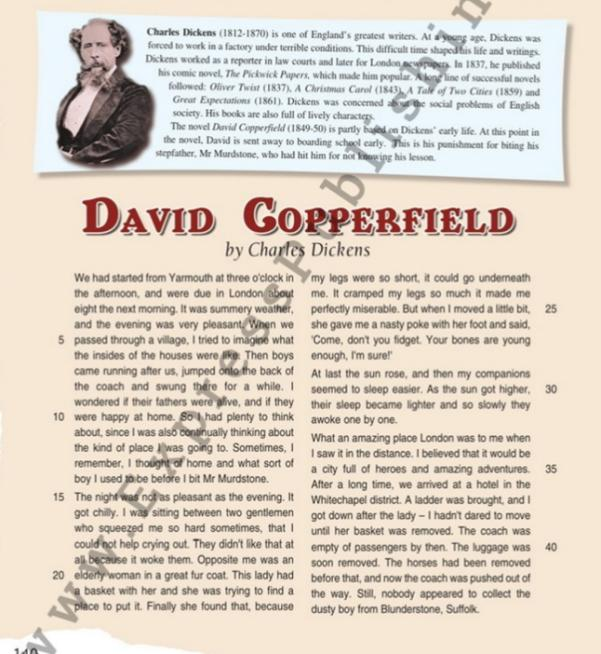 Charles Dickens (1812-1870) is one of England's greatest writers. At a young age, Dickens was
forced to work in a factory under terrible conditions. This difficult time shaped his life and writings.
Dickens worked as a reporter in law courts and later for London newspapers. In 1837, he published
his comic novel, The Pickwick Papers, which made him popular. A long line of successful novels
followed: Oliver Twist (1837), A Christmas Carol (1843), A Tale of Two Cities (1859) and
Great Expectations (1861). Dickens was concerned about the social problems of English
society. His books are also full of lively characters.
The novel David Copperfield (1849-50) is partly based on Dickens' early life. At this point in
the novel, David is sent away to boarding school early. This is his punishment for biting his
stepfather, Mr Murdstone, who had hit him for not knowing his lesson.
DAVID COPPERFIELD
by Charles Dickens
We had started from Yarmouth at three o'clock in
the afternoon, and were due in London about
eight the next morning. It was summery weather,
and the evening was very pleasant. When we
5 passed through a village, I tried to imagine what
the insides of the houses were like. Then boys
came running after us, jumped onto the back of
the coach and swung there for a while. I
wondered if their fathers were alive, and if they
10 were happy at home. So I had plenty to think
about, since I was also continually thinking about
the kind of place I was going to. Sometimes, I
remember, I thought of home and what sort of
boy I used to be before I bit Mr Murdstone.
15 The night was not as pleasant as the evening. It
got chilly. I was sitting between two gentlemen
who squeezed me so hard sometimes, that I
could not help crying out. They didn't like that at
all because it woke them. Opposite me was an
20 elderly woman in a great fur coat. This lady had
a basket with her and she was trying to find a
place to put it. Finally she found that, because
my legs were so short, it could go underneath
me. It cramped my legs so much it made me
perfectly miserable. But when I moved a little bit, 25
she gave me a nasty poke with her foot and said,
'Come, don't you fidget. Your bones are young
enough, I'm sure!'
At last the sun rose, and then my companions
seemed to sleep easier. As the sun got higher, 30
their sleep became lighter and so slowly they
awoke one by one.
What an amazing place London was to me when
I saw it in the distance. I believed that it would be
a city full of heroes and amazing adventures. 35
After a long time, we arrived at a hotel in the
Whitechapel district. A ladder was brought, and I
got down after the lady – I hadn't dared to move
until her basket was removed. The coach was
empty of passengers by then. The luggage was 40
soon removed. The horses had been removed
before that, and now the coach was pushed out of
the way. Still, nobody appeared to collect the
dusty boy from Blunderstone, Suffolk.
www.ExpressPublishin